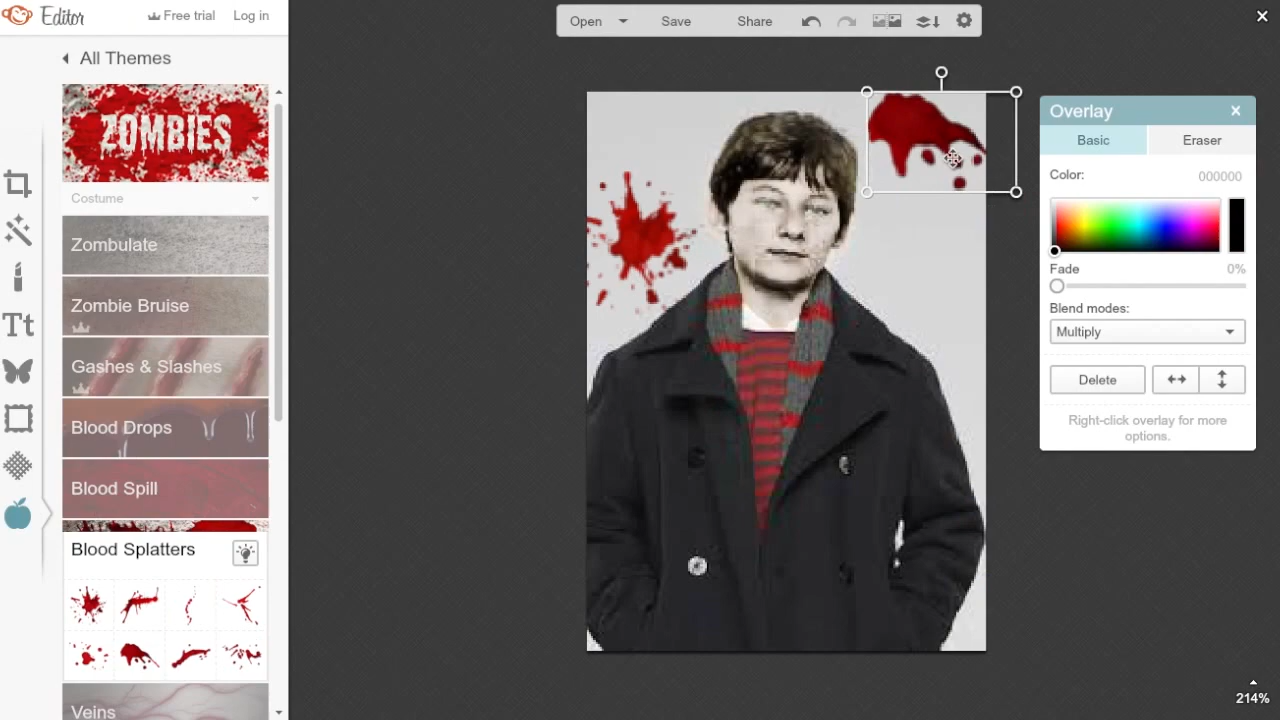 Editor
Free trial
Log in
Open
Save
Share
All Themes
ZOMBIES
Costume
Zombulate
Zombie Bruise
Gashes & Slashes
Blood Drops
Blood Spill
Blood Splatters
Veins
Tt
Overlay
Basic
Eraser
Color:
000000
Fade
0%
Blend modes:
Multiply
Delete
Right-click overlay for more
options.
214%